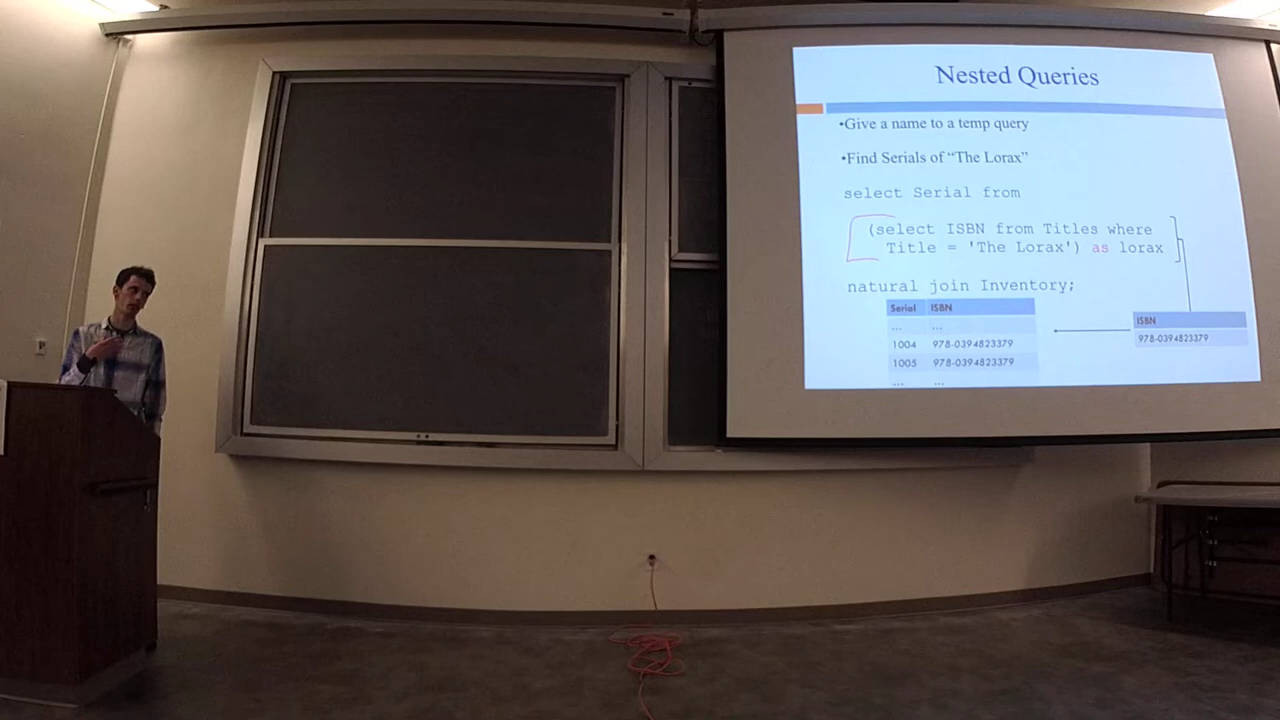 Nested Queries
•Give a name to a temp query
•Find Serials of “The Lorax”
select Serial from
(select ISBN from Titles where
Title = 'The Lorax') as lorax
natural join Inventory;
Serial ISBN
... ...
1004 978-0394823379
1005 978-0394823379
... ...
ISBN
978-0394823379